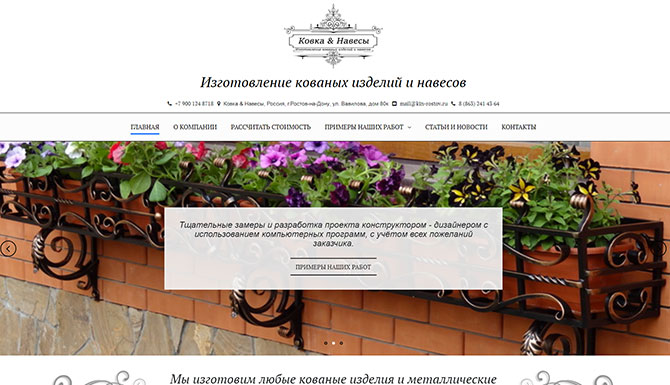 Ковка & Навесы
Изготовление кованых изделий и навесов
+7 900 124 8718 Ковка & Навесы, Россия, г.Ростов-на-Дону, ул. Вавилова, дом 80к mail@kin-rostov.ru 8 (863) 241 43 64
ГЛАВНАЯ О КОМПАНИИ РАССЧИТАТЬ СТОИМОСТЬ ПРИМЕРЫ НАШИХ РАБОТ СТАТЬИ И НОВОСТИ КОНТАКТЫ
Тщательные замеры и разработка проекта конструктором - дизайнером с
использованием компьютерных программ, с учётом всех пожеланий
заказчика.
ПРИМЕРЫ НАШИХ РАБОТ
Мы изготовим любые кованые изделия и металлические